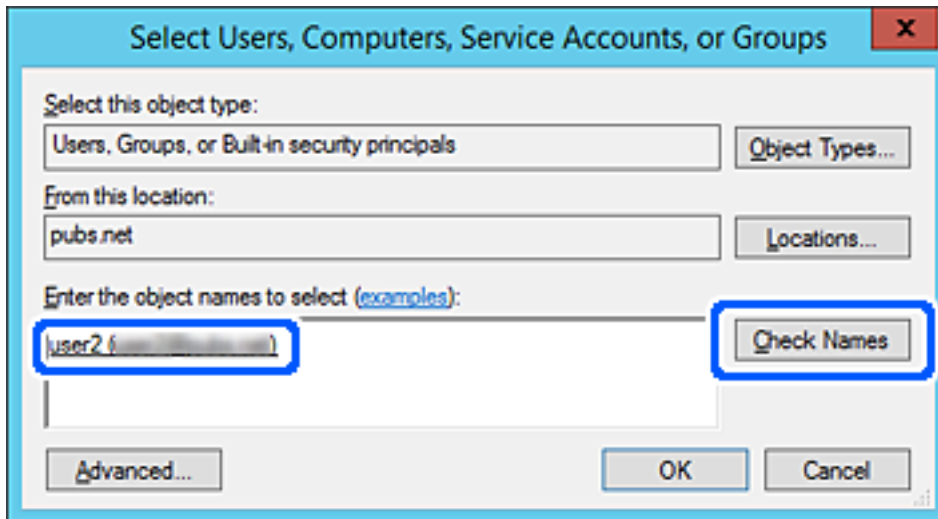 Select Users, Computers, Service Accounts, or Groups
x
Select this object type:
Users, Groups, or Built-in security principals
Object Types...
From this location:
pubs.net
Locations...
Enter the object names to select (examples):
user2 ( )
Check Names
Advanced...
OK
Cancel